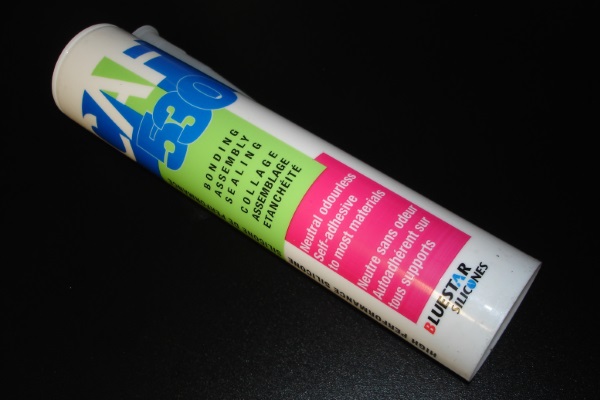 CAF
530
BONDING
ASSEMBLY
SEALING
COLLAGE
ASSEMBLAGE
ETANCHÉITÉ
Neutral odourless
Self-adhesive
to most materials
Neutre sans odeur
Autoadhérent sur
tous supports
BLUESTAR
SILICONES
HIGH PERFORMANCE SILICONE